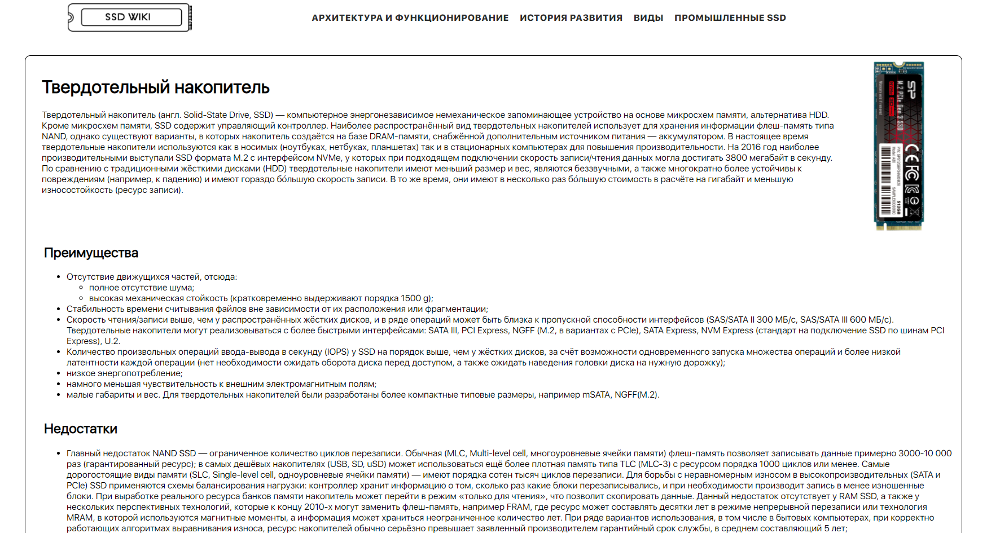 SSD WIKI
АРХИТЕКТУРА И ФУНКЦИОНИРОВАНИЕ ИСТОРИЯ РАЗВИТИЯ ВИДЫ ПРОМЫШЛЕННЫЕ SSD
Твердотельный накопитель
Твердотельный накопитель (англ. Solid-State Drive, SSD) — компьютерное энергонезависимое немеханическое запоминающее устройство на основе микросхем памяти, альтернатива HDD.
Кроме микросхем памяти, SSD содержит управляющий контроллер. Наиболее распространённый вид твердотельных накопителей использует для хранения информации флеш-память типа
NAND, однако существуют варианты, в которых накопитель создаётся на базе DRAM-памяти, снабжённой дополнительным источником питания — аккумулятором. В настоящее время
твердотельные накопители используются как в носимых (ноутбуках, нетбуках, планшетах) так и в стационарных компьютерах для повышения производительности. На 2016 год наиболее
производительными выступали SSD формата M.2 с интерфейсом NVMe, у которых при подходящем подключении скорость записи/чтения данных могла достигать 3800 мегабайт в секунду.
По сравнению с традиционными жёсткими дисками (HDD) твердотельные накопители имеют меньший размер и вес, являются беззвучными, а также многократно более устойчивы к
повреждениям (например, к падению) и имеют гораздо бо́льшую скорость записи. В то же время, они имеют в несколько раз бо́льшую стоимость в расчёте на гигабайт и меньшую
износостойкость (ресурс записи).
SP
M.2 PCIe Gen 3 SSD
512GB
Преимущества
Отсутствие движущихся частей, отсюда:
полное отсутствие шума;
высокая механическая стойкость (кратковременно выдерживают порядка 1500 g);
Стабильность времени считывания файлов вне зависимости от их расположения или фрагментации;
Скорость чтения/записи выше, чем у распространённых жёстких дисков, и в ряде операций может быть близка к пропускной способности интерфейсов (SAS/SATA II 300 МБ/с, SAS/SATA III 600 МБ/с).
Твердотельные накопители могут реализовываться с более быстрыми интерфейсами: SATA III, PCI Express, NGFF (M.2, в вариантах с PCIe), SATA Express, NVM Express (стандарт на подключение SSD по шинам PCI
Express), U.2.
Количество произвольных операций ввода-вывода в секунду (IOPS) у SSD на порядок выше, чем у жёстких дисков, за счёт возможности одновременного запуска множества операций и более низкой
латентности каждой операции (нет необходимости ожидать оборота диска перед доступом, а также ожидать наведения головки диска на нужную дорожку);
низкое энергопотребление;
намного меньшая чувствительность к внешним электромагнитным полям;
малые габариты и вес. Для твердотельных накопителей были разработаны более компактные типовые размеры, например mSATA, NGFF(M.2).
Недостатки
Главный недостаток NAND SSD — ограниченное количество циклов перезаписи. Обычная (MLC, Multi-level cell, многоуровневые ячейки памяти) флеш-память позволяет записывать данные примерно 3000-10 000
раз (гарантированный ресурс); в самых дешёвых накопителях (USB, SD, uSD) может использоваться ещё более плотная память типа TLC (MLC-3) с ресурсом порядка 1000 циклов или менее. Самые
дорогостоящие виды памяти (SLC, Single-level cell, одноуровневые ячейки памяти) — имеют порядка сотен тысяч циклов перезаписи. Для борьбы с неравномерным износом в высокопроизводительных (SATA и
PCIe) SSD применяются схемы балансирования нагрузки: контроллер хранит информацию о том, сколько раз какие блоки перезаписывались, и при необходимости производит запись в менее изношенные
блоки. При выработке реального ресурса банков памяти накопитель может перейти в режим «только для чтения», что позволит скопировать данные. Данный недостаток отсутствует у RAM SSD, а также у
нескольких перспективных технологий, которые к концу 2010-х могут заменить флеш-память, например FRAM, где ресурс может составлять десятки лет в режиме непрерывной перезаписи или технология
MRAM, в которой используются магнитные моменты, а информация может храниться неограниченное количество лет. При ряде вариантов использования, в том числе в бытовых компьютерах, при корректно
работающих алгоритмах выравнивания износа, ресурс накопителей обычно серьёзно превышает заявленный производителем гарантийный срок службы, в среднем составляющий 5 лет;